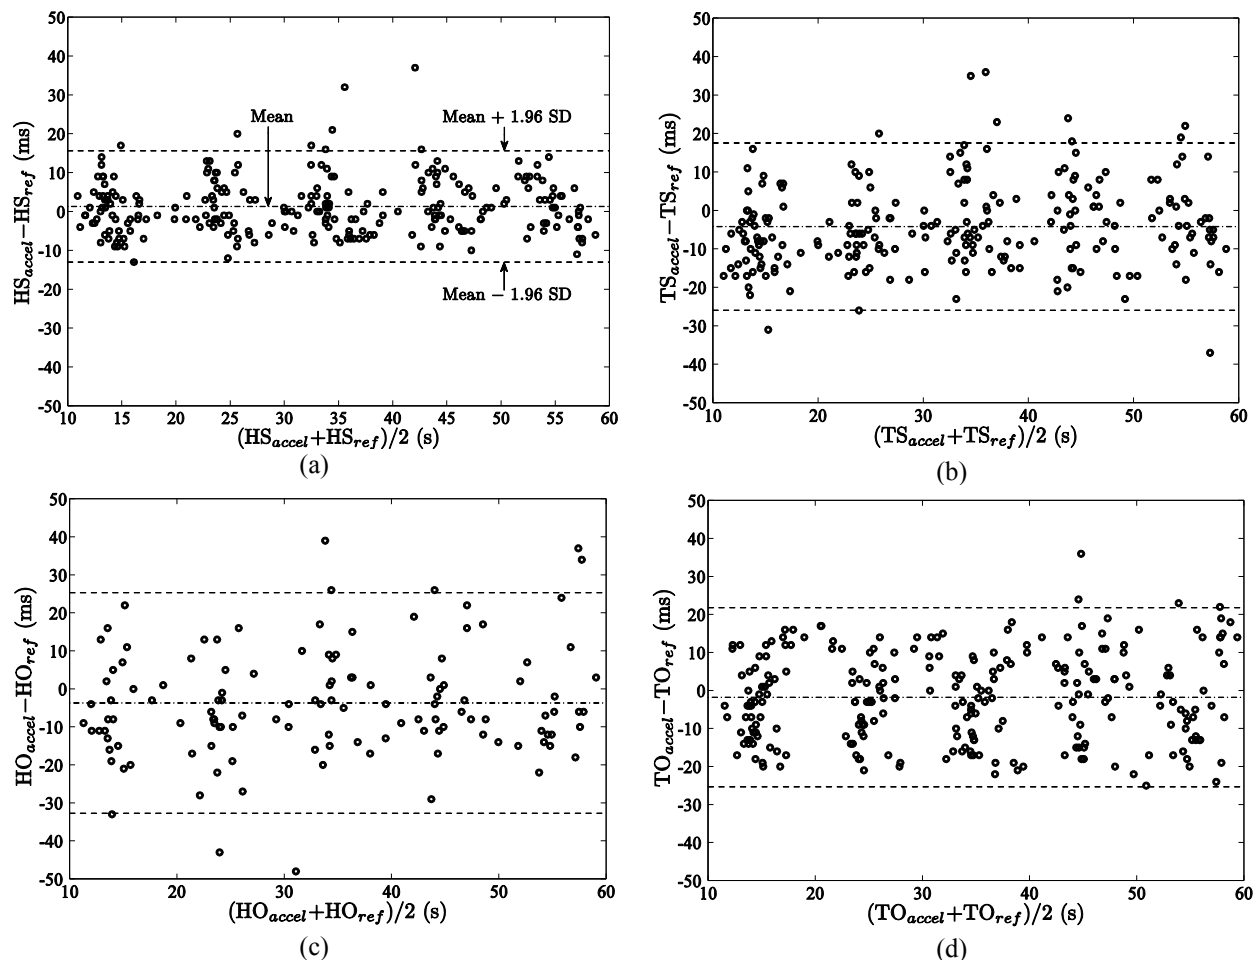 50
40
30
20
10
0
-10
-20
-30
-40
-50
HS_accel−HS_ref (ms)
Mean
Mean + 1.96 SD
Mean − 1.96 SD
10 15 20 25 30 35 40 45 50 55 60
(HS_accel+HS_ref)/2 (s)
(a)
50
40
30
20
10
0
-10
-20
-30
-40
-50
TS_accel−TS_ref (ms)
10 20 30 40 50 60
(TS_accel+TS_ref)/2 (s)
(b)
50
40
30
20
10
0
-10
-20
-30
-40
-50
HO_accel−HO_ref (ms)
10 20 30 40 50 60
(HO_accel+HO_ref)/2 (s)
(c)
50
40
30
20
10
0
-10
-20
-30
-40
-50
TO_accel−TO_ref (ms)
10 20 30 40 50 60
(TO_accel+TO_ref)/2 (s)
(d)